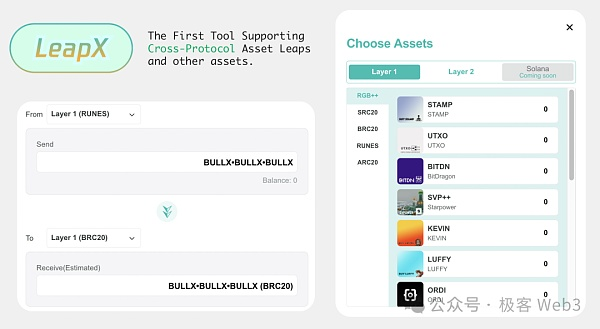 LeapX
The First Tool Supporting
Cross-Protocol Asset Leaps
and other assets.
From
Layer 1 (RUNES)
Send
BULLX•BULLX•BULLX
Balance: 0
To
Layer 1 (BRC20)
Receive(Estimated)
BULLX•BULLX•BULLX (BRC20)
Choose Assets
Layer 1
Layer 2
Solana
Coming soon
RGB++
SRC20
BRC20
RUNES
ARC20
STAMP
STAMP
0
UTXO
UTXO
0
BITDN
BitDragon
0
SVP++
Starpower
0
KEVIN
KEVIN
0
LUFFY
LUFFY
0
ORDI
ORDI
0
公众号 · 极客 Web3